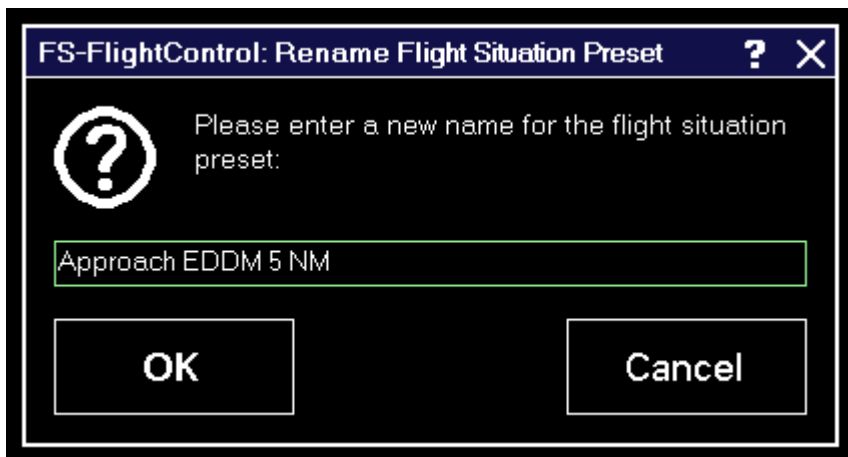 FS-FlightControl: Rename Flight Situation Preset ? X
Please enter a new name for the flight situation
preset:
Approach EDDM 5 NM
OK Cancel